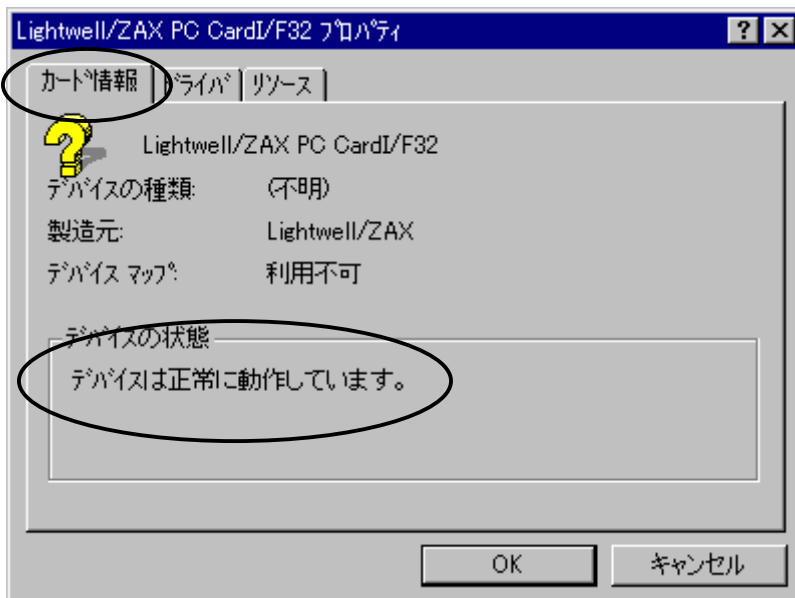 Lightwell/ZAX PC CardI/F32 ﾌﾟﾛﾊﾟﾃｨ
ｶｰﾄﾞ情報 ﾄﾞﾗｲﾊﾞ ﾘｿｰｽ
Lightwell/ZAX PC CardI/F32
ﾃﾞﾊﾞｲｽの種類: (不明)
製造元: Lightwell/ZAX
ﾃﾞﾊﾞｲｽ ﾏｯﾌﾟ: 利用不可
ﾃﾞﾊﾞｲｽの状態
ﾃﾞﾊﾞｲｽは正常に動作しています。
OK ｷｬﾝｾﾙ